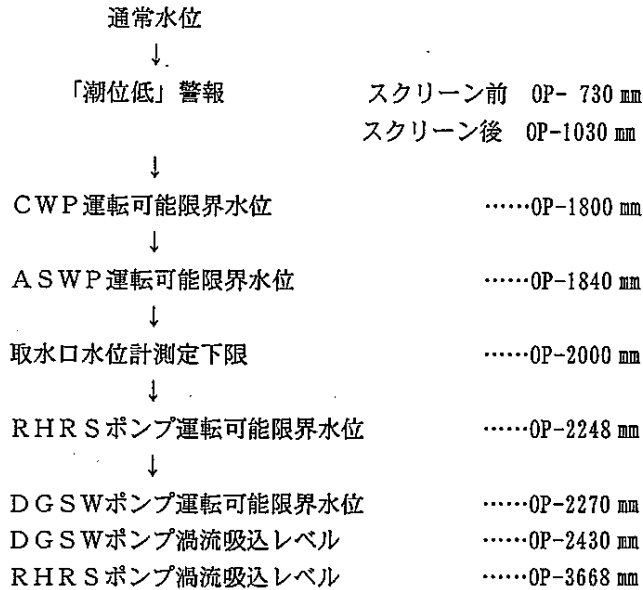 通常水位
↓
「潮位低」警報 スクリーン前 OP- 730 ㎜
スクリーン後 OP-1030 ㎜
↓
ＣＷＰ運転可能限界水位 ……OP-1800 ㎜
↓
ＡＳＷＰ運転可能限界水位 ……OP-1840 ㎜
↓
取水口水位計測定下限 ……OP-2000 ㎜
↓
ＲＨＲＳポンプ運転可能限界水位 ……OP-2248 ㎜
↓
ＤＧＳＷポンプ運転可能限界水位 ……OP-2270 ㎜
ＤＧＳＷポンプ渦流吸込レベル ……OP-2430 ㎜
ＲＨＲＳポンプ渦流吸込レベル ……OP-3668 ㎜